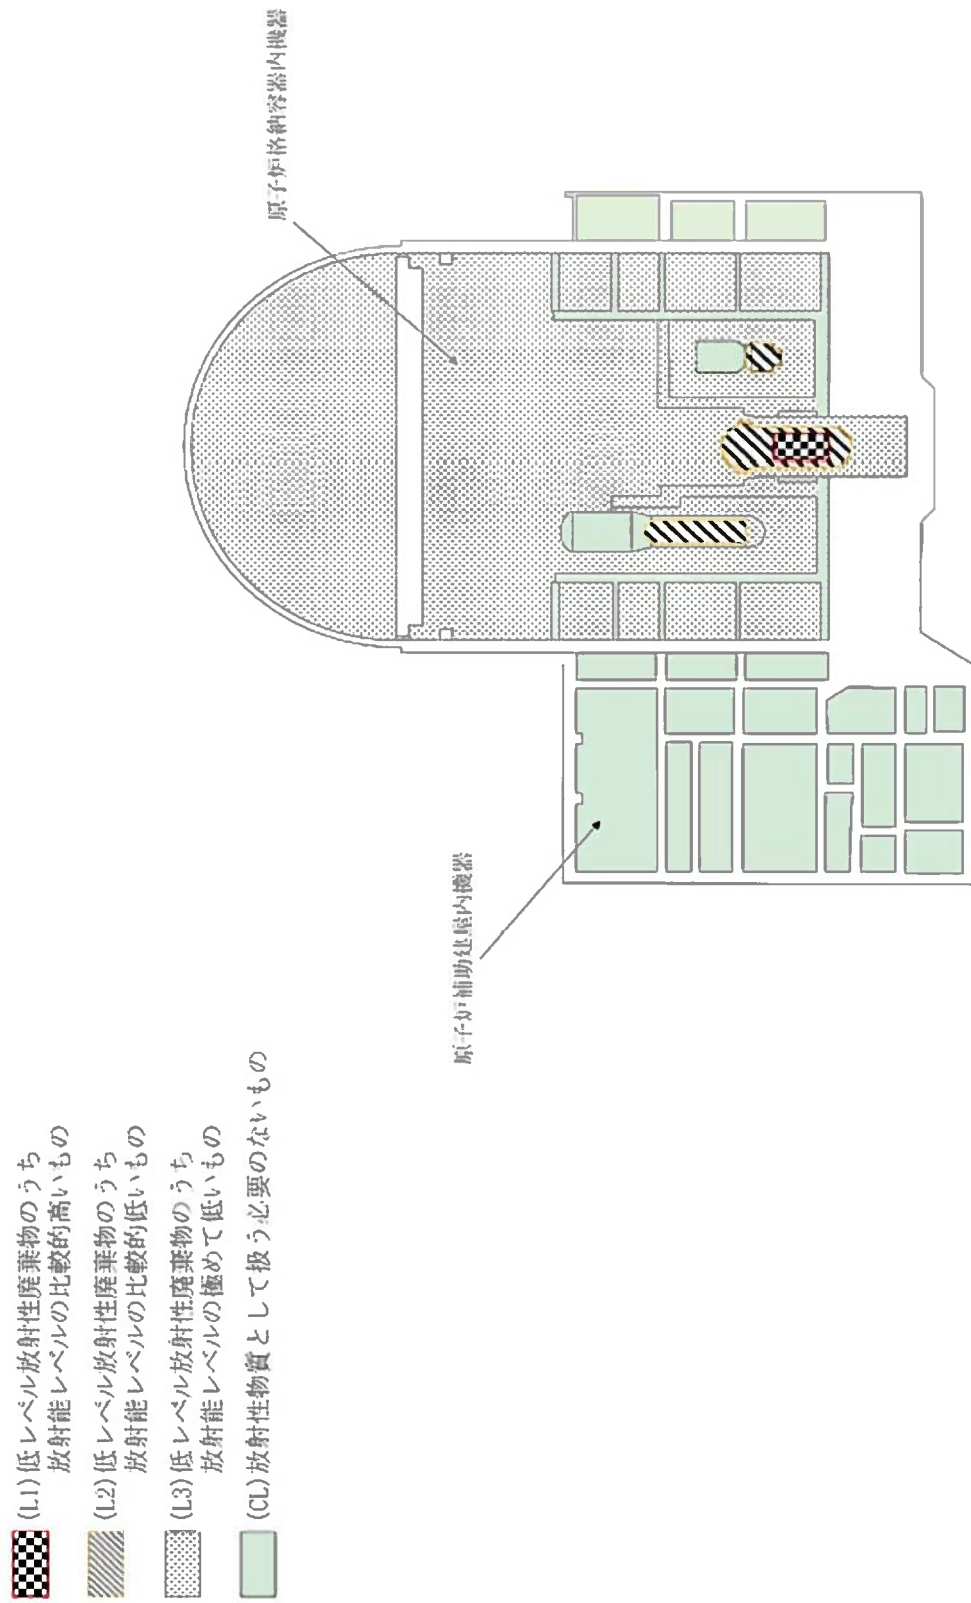 (L1)低レベル放射性廃棄物のうち
放射能レベルの比較的高いもの
(L2)低レベル放射性廃棄物のうち
放射能レベルの比較的低いもの
(L3)低レベル放射性廃棄物のうち
放射能レベルの極めて低いもの
(CL)放射性物質として扱う必要のないもの
原子炉補助建屋内機器
原子炉格納容器内機器